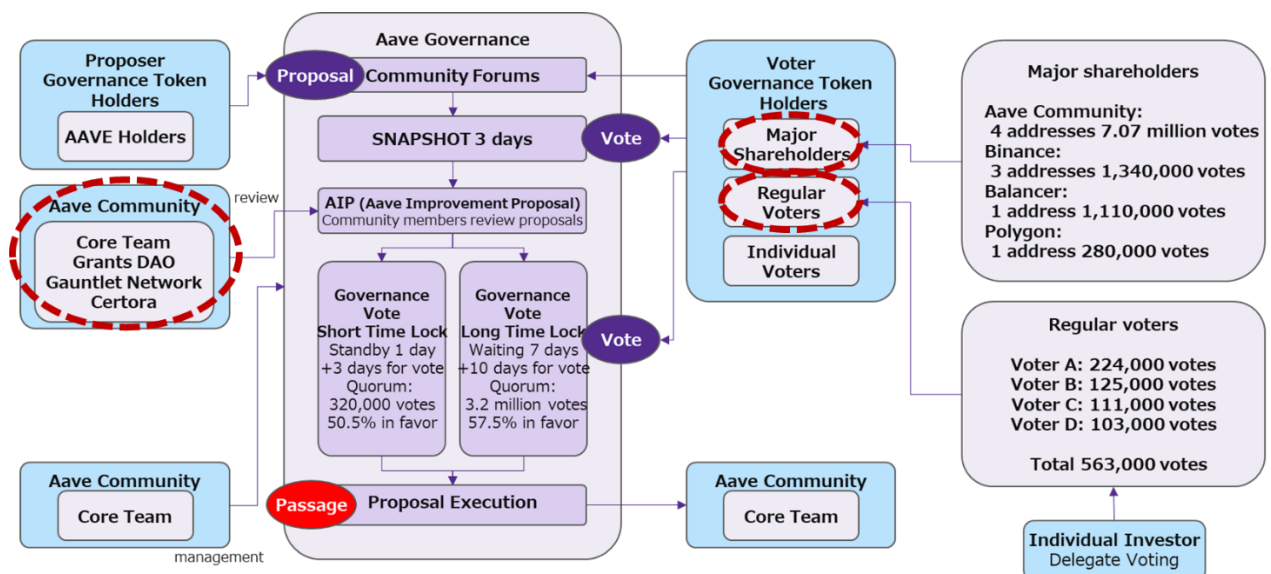 Proposer
Governance Token
Holders
AAVE Holders
Aave Community
review
Core Team
Grants DAO
Gauntlet Network
Certora
Aave Community
Core Team
management
Aave Governance
Proposal
Community Forums
SNAPSHOT 3 days
Vote
AIP (Aave Improvement Proposal)
Community members review proposals
Governance
Vote
Short Time Lock
Standby 1 day
+3 days for vote
Quorum:
320,000 votes
50.5% in favor
Governance
Vote
Long Time Lock
Waiting 7 days
+10 days for vote
Quorum:
3.2 million votes
57.5% in favor
Vote
Passage
Proposal Execution
Voter
Governance Token
Holders
Major
Shareholders
Regular
Voters
Individual
Voters
Aave Community
Core Team
Major shareholders
Aave Community:
4 addresses 7.07 million votes
Binance:
3 addresses 1,340,000 votes
Balancer:
1 address 1,110,000 votes
Polygon:
1 address 280,000 votes
Regular voters
Voter A: 224,000 votes
Voter B: 125,000 votes
Voter C: 111,000 votes
Voter D: 103,000 votes
Total 563,000 votes
Individual Investor
Delegate Voting